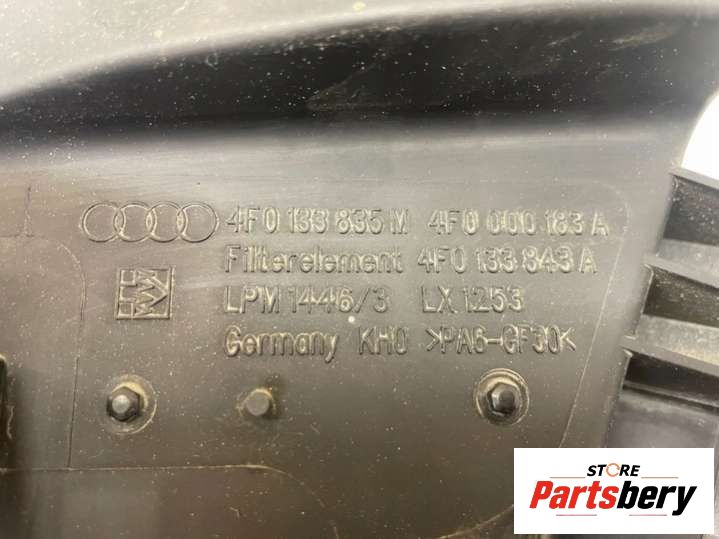 4F0 133 835 M 4F0 000 183 A
Filterelement 4F0 133 843 A
LPM 1446/3 LX 1253
Germany KHO >PA6-GF30<
STORE
Partsbery